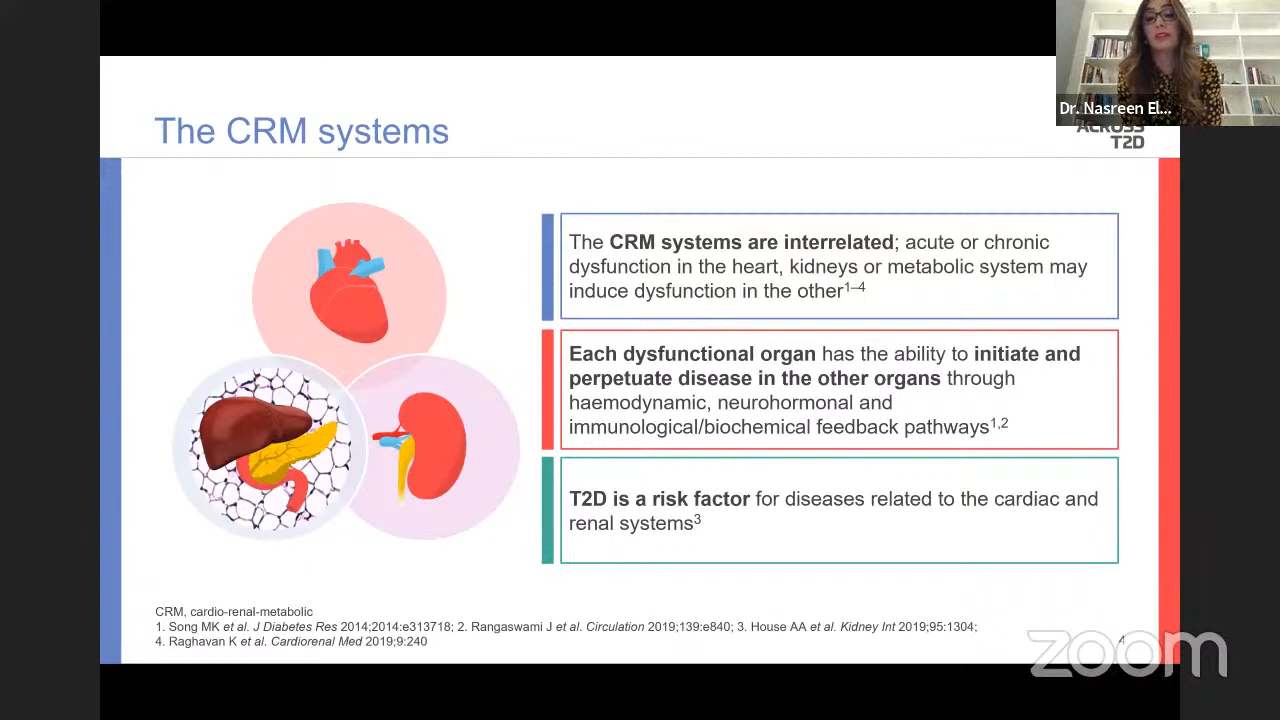 Dr. Nasreen El...
ACROSS
T2D
The CRM systems
The CRM systems are interrelated; acute or chronic
dysfunction in the heart, kidneys or metabolic system may
induce dysfunction in the other1–4
Each dysfunctional organ has the ability to initiate and
perpetuate disease in the other organs through
haemodynamic, neurohormonal and
immunological/biochemical feedback pathways1,2
T2D is a risk factor for diseases related to the cardiac and
renal systems3
CRM, cardio-renal-metabolic
1. Song MK et al. J Diabetes Res 2014;2014:e313718; 2. Rangaswami J et al. Circulation 2019;139:e840; 3. House AA et al. Kidney Int 2019;95:1304;
4. Raghavan K et al. Cardiorenal Med 2019;9:240
4
zoom